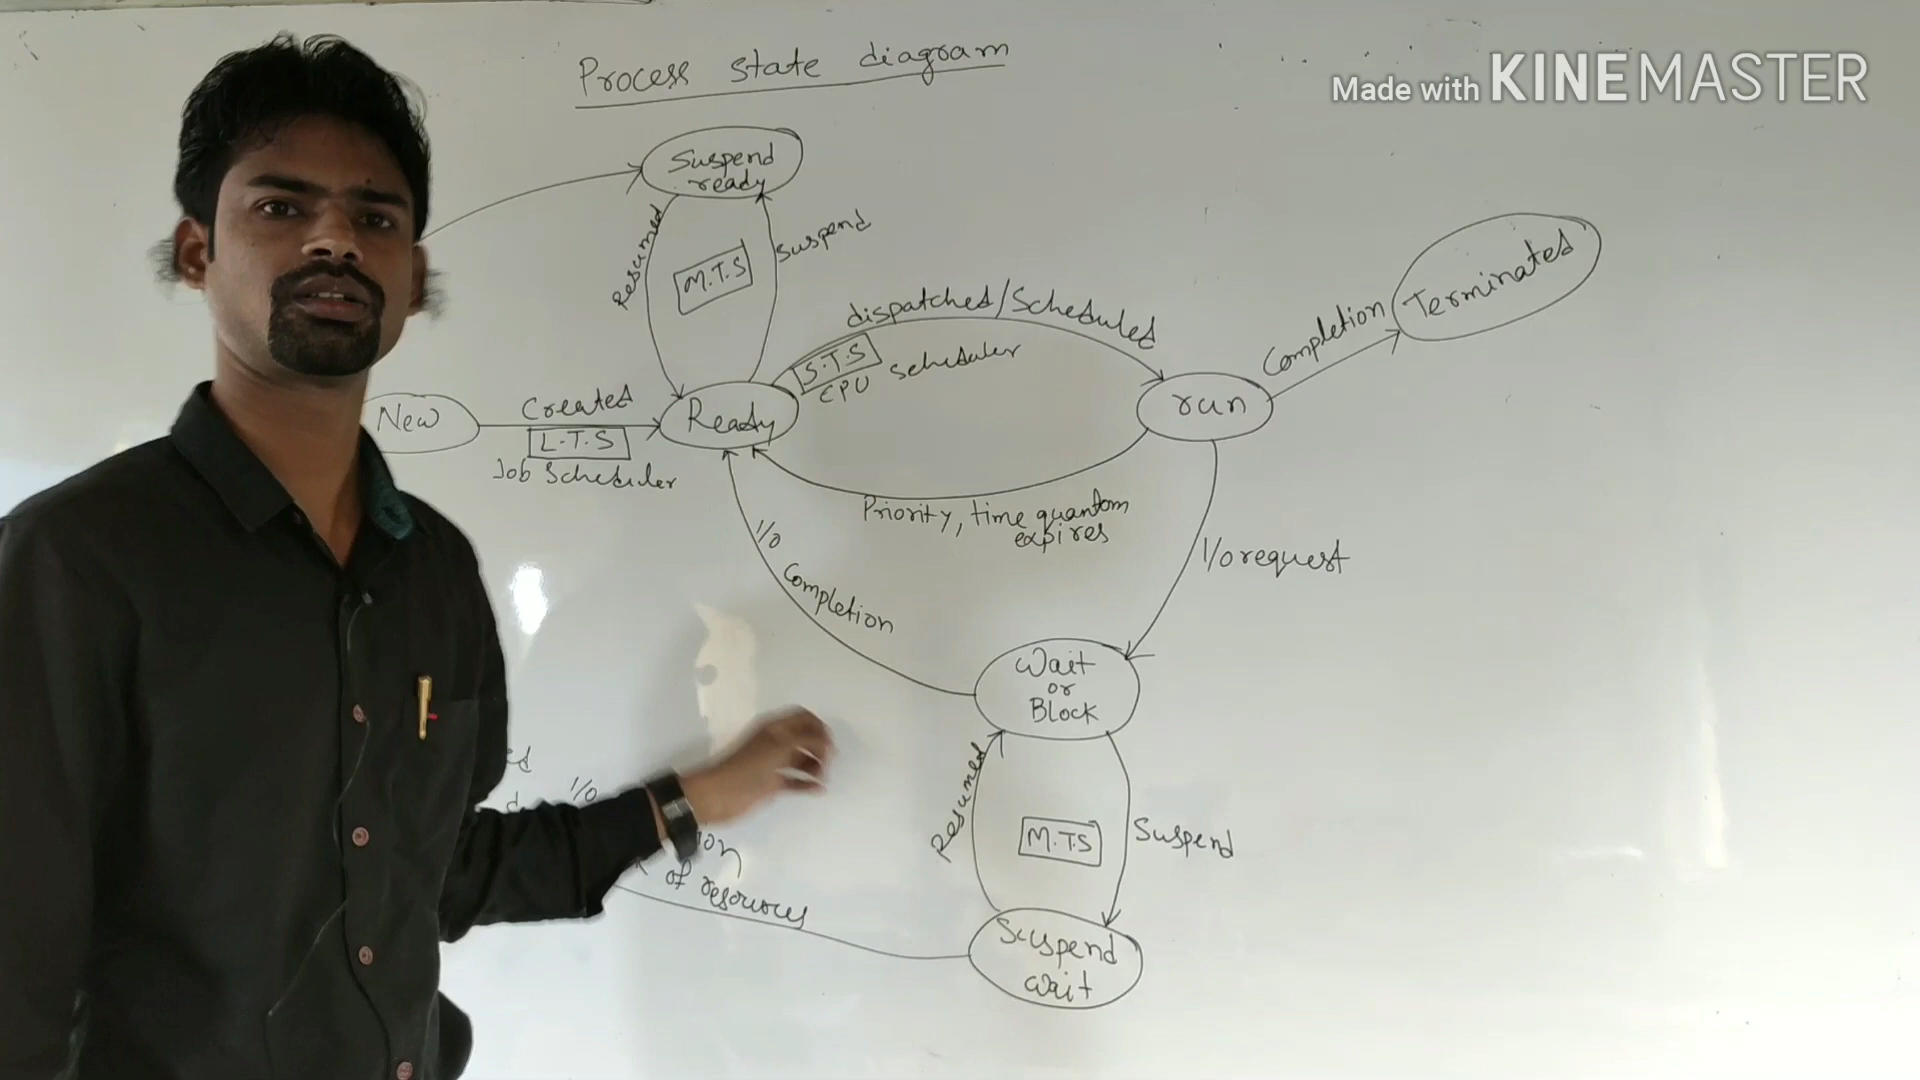 Process state diagram
Made with KINEMASTER
Suspend
ready
Resumed
M.T.S
Suspend
dispatched/Scheduled
S.T.S
CPU Scheduler
Completion
Terminated
New
Created
L.T.S
Job Scheduler
Ready
run
Priority, time quantom
expires
I/O
Completion
I/O request
Wait
or
Block
Resumed
M.T.S
Suspend
I/O
of resources
Suspend
wait